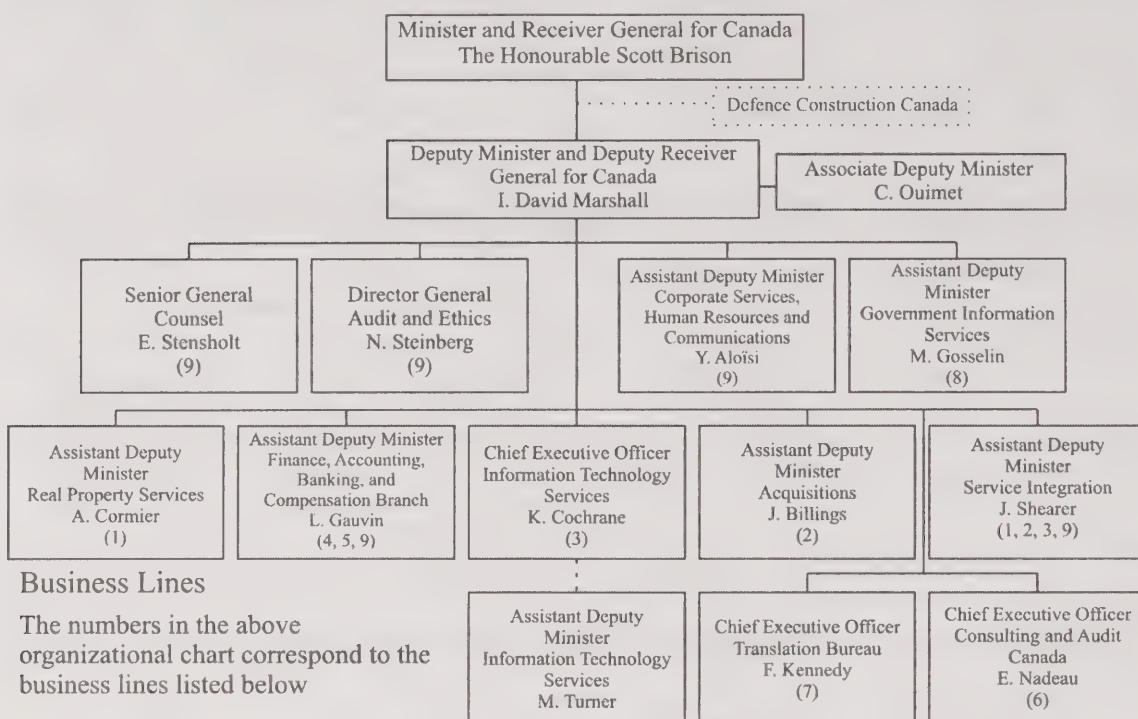 Minister and Receiver General for Canada
The Honourable Scott Brison
Defence Construction Canada
Deputy Minister and Deputy Receiver
General for Canada
I. David Marshall
Associate Deputy Minister
C. Ouimet
Senior General
Counsel
E. Stensholt
(9)
Director General
Audit and Ethics
N. Steinberg
(9)
Assistant Deputy Minister
Corporate Services,
Human Resources and
Communications
Y. Aloïsi
(9)
Assistant Deputy
Minister
Government Information
Services
M. Gosselin
(8)
Assistant Deputy
Minister
Real Property Services
A. Cormier
(1)
Assistant Deputy Minister
Finance, Accounting,
Banking, and
Compensation Branch
L. Gauvin
(4, 5, 9)
Chief Executive Officer
Information Technology
Services
K. Cochrane
(3)
Assistant Deputy
Minister
Acquisitions
J. Billings
(2)
Assistant Deputy
Minister
Service Integration
J. Shearer
(1, 2, 3, 9)
Business Lines
The numbers in the above
organizational chart correspond to the
business lines listed below
Assistant Deputy
Minister
Information Technology
Services
M. Turner
Chief Executive Officer
Translation Bureau
F. Kennedy
(7)
Chief Executive Officer
Consulting and Audit
Canada
E. Nadeau
(6)